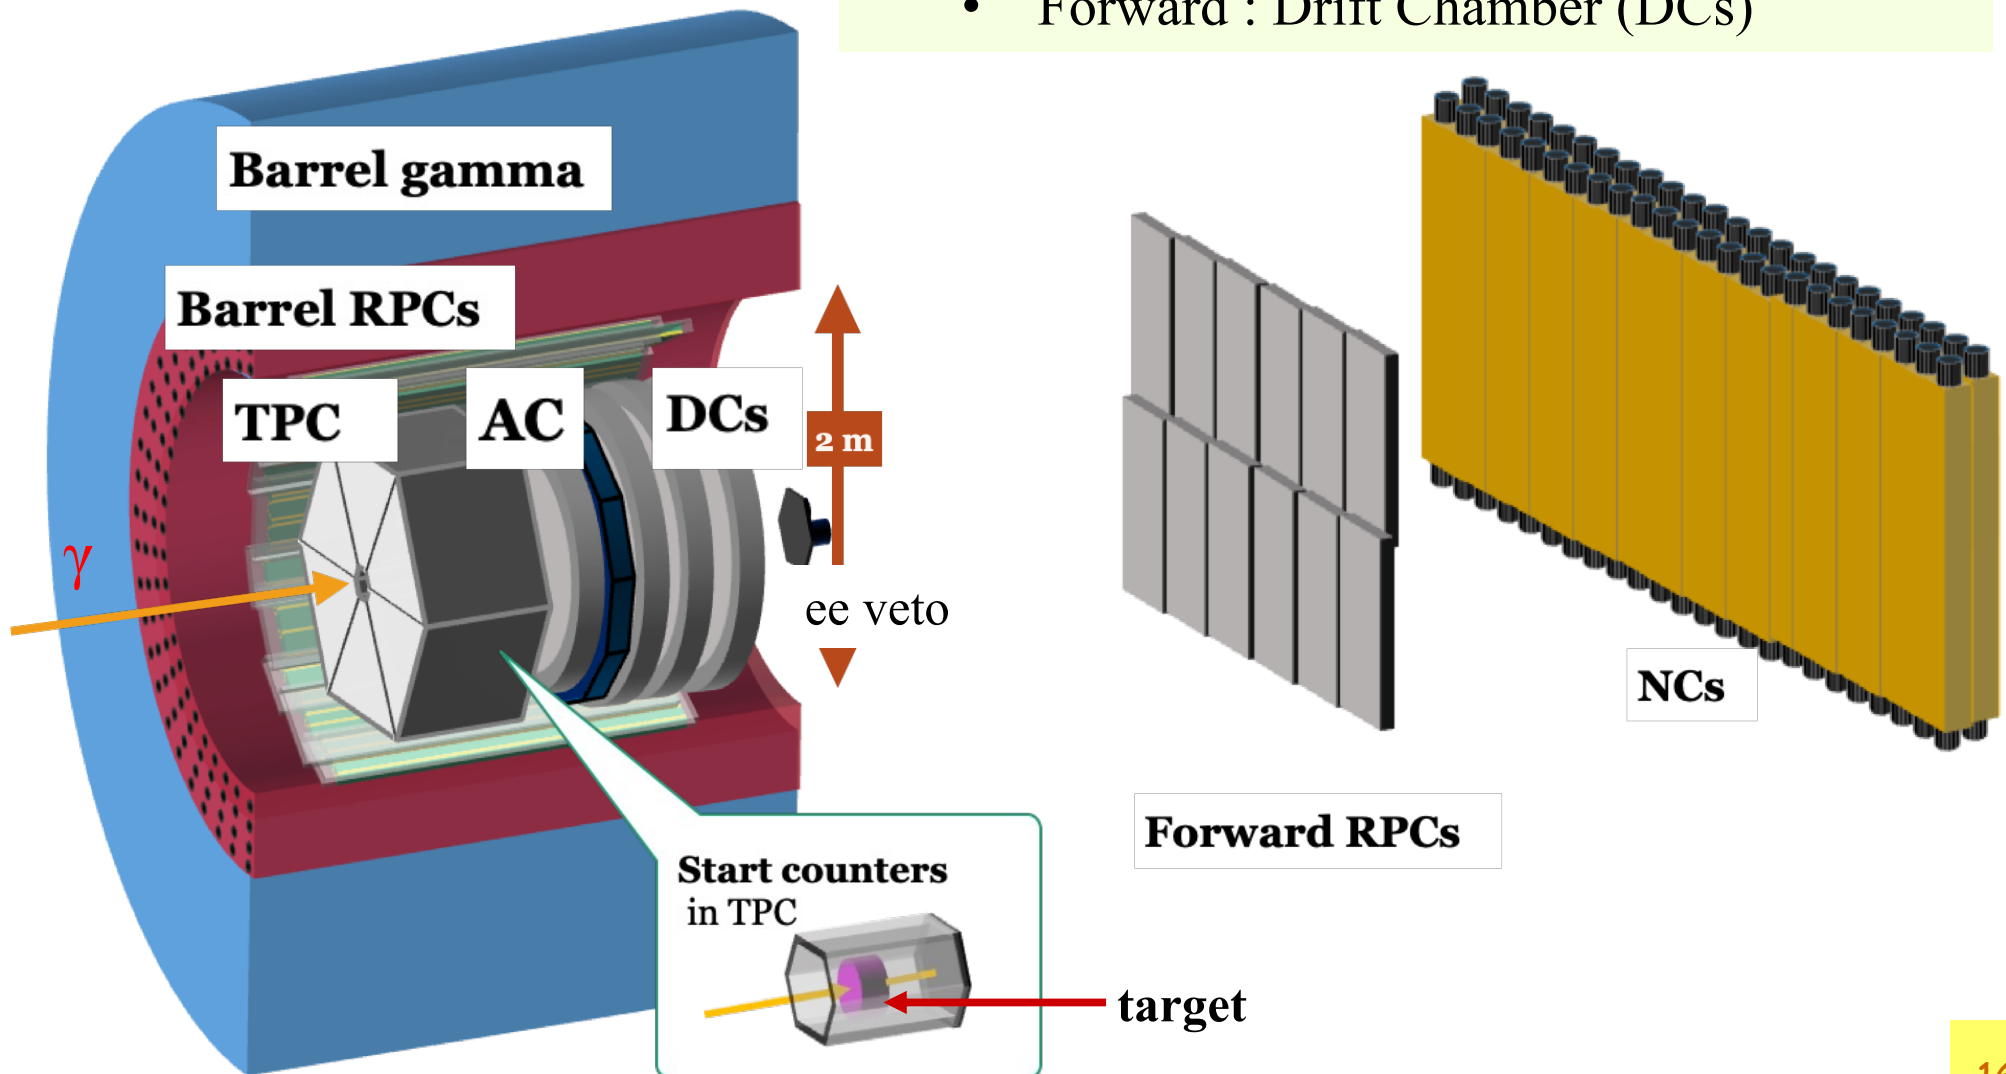 • Forward : Drift Chamber (DCs)
Barrel gamma
Barrel RPCs
TPC
AC
DCs
2 m
γ
ee veto
NCs
Forward RPCs
Start counters
in TPC
target